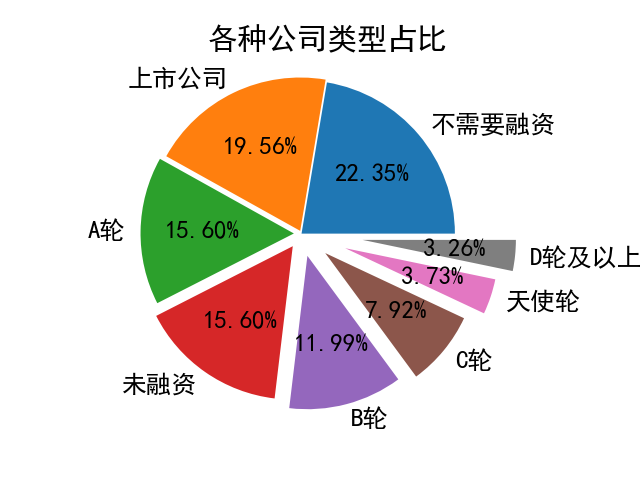 各种公司类型占比
上市公司
不需要融资
19.56%
22.35%
A轮
15.60%
3.26%
D轮及以上
3.73%
天使轮
15.60%
7.92%
11.99%
C轮
未融资
B轮